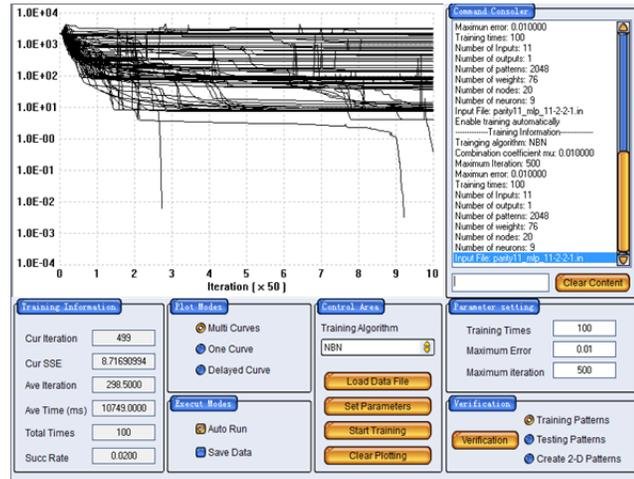 1.0E+04
1.0E+03
1.0E+02
1.0E+01
1.0E-00
1.0E-01
1.0E-02
1.0E-03
1.0E-04
0 1 2 3 4 5 6 7 8 9 10
Iteration [ x 50 ]
Command Consoler
Maximun error: 0.010000
Training times: 100
Number of Inputs: 11
Number of outputs: 1
Number of patterns: 2048
Number of weights: 76
Number of nodes: 20
Number of neurons: 9
Input File: parity11_mlp_11-2-2-1.in
Enable training automatically
---------------Training Information---------------
Trainging algorithm: NBN
Combination coefficient mu: 0.010000
Maximum Iteration: 500
Maximun error: 0.010000
Training times: 100
Number of Inputs: 11
Number of outputs: 1
Number of patterns: 2048
Number of weights: 76
Number of nodes: 20
Number of neurons: 9
Input File: parity11_mlp_11-2-2-1.in
Clear Content
Training Information
Cur Iteration 499
Cur SSE 8.71690994
Ave Iteration 298.5000
Ave Time (ms) 10749.0000
Total Times 100
Succ Rate 0.0200
Plot Modes
Multi Curves
One Curve
Delayed Curve
Execut Modes
Auto Run
Save Data
Control Area
Training Algorithm
NBN
Load Data File
Set Parameters
Start Training
Clear Plotting
Parameter setting
Training Times 100
Maximum Error 0.01
Maximum iteration 500
Verification
Verification
Training Patterns
Testing Patterns
Create 2-D Patterns